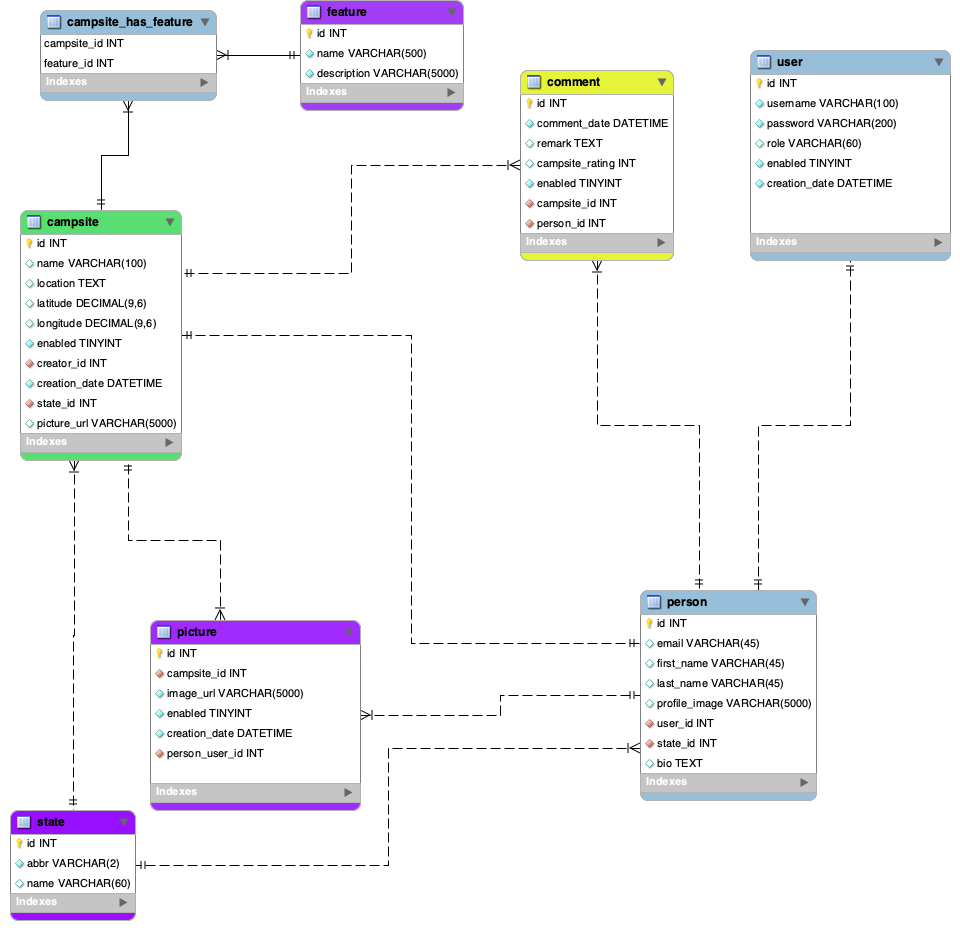 campsite_has_feature
campsite_id INT
feature_id INT
Indexes
feature
id INT
name VARCHAR(500)
description VARCHAR(5000)
Indexes
comment
id INT
comment_date DATETIME
remark TEXT
campsite_rating INT
enabled TINYINT
campsite_id INT
person_id INT
Indexes
user
id INT
username VARCHAR(100)
password VARCHAR(200)
role VARCHAR(60)
enabled TINYINT
creation_date DATETIME
Indexes
campsite
id INT
name VARCHAR(100)
location TEXT
latitude DECIMAL(9,6)
longitude DECIMAL(9,6)
enabled TINYINT
creator_id INT
creation_date DATETIME
state_id INT
picture_url VARCHAR(5000)
Indexes
picture
id INT
campsite_id INT
image_url VARCHAR(5000)
enabled TINYINT
creation_date DATETIME
person_user_id INT
Indexes
person
id INT
email VARCHAR(45)
first_name VARCHAR(45)
last_name VARCHAR(45)
profile_image VARCHAR(5000)
user_id INT
state_id INT
bio TEXT
Indexes
state
id INT
abbr VARCHAR(2)
name VARCHAR(60)
Indexes